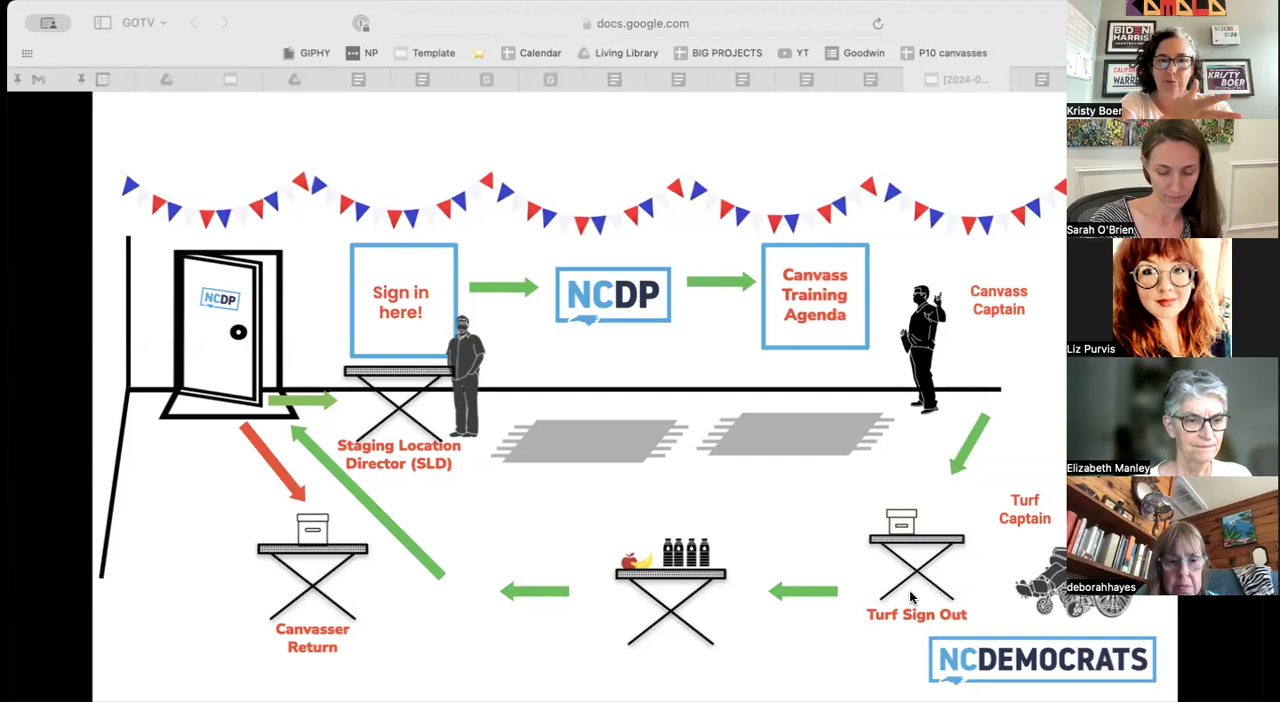 GOTV
docs.google.com
GIPHY
NP
Template
Calendar
Living Library
BIG PROJECTS
YT
Goodwin
P10 canvasses
[2024-0...
NCDP
Sign in
here!
NCDP
Canvass
Training
Agenda
Canvass
Captain
Staging Location
Director (SLD)
Turf
Captain
Canvasser
Return
Turf Sign Out
NCDEMOCRATS
BIDEN
HARRIS
KRISTY
BOER
Kristy Boer
Sarah O'Brien
Liz Purvis
Elizabeth Manley
deborahhayes